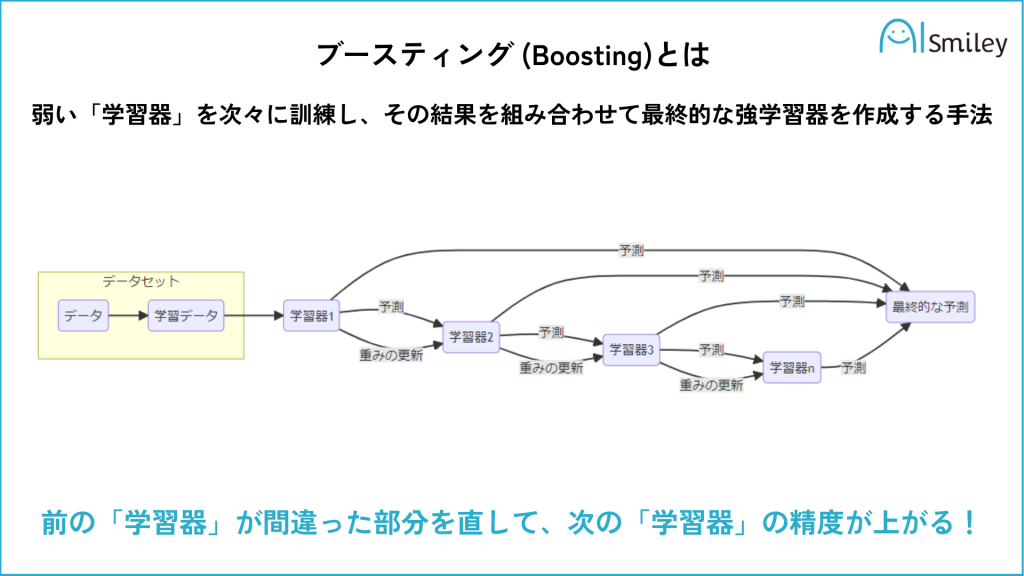 AI Smiley
ブースティング (Boosting)とは
弱い「学習器」を次々に訓練し、その結果を組み合わせて最終的な強学習器を作成する手法
データセット
データ
学習データ
学習器1
予測
重みの更新
学習器2
予測
重みの更新
学習器3
予測
重みの更新
学習器n
予測
予測
予測
予測
最終的な予測
前の「学習器」が間違った部分を直して、次の「学習器」の精度が上がる！